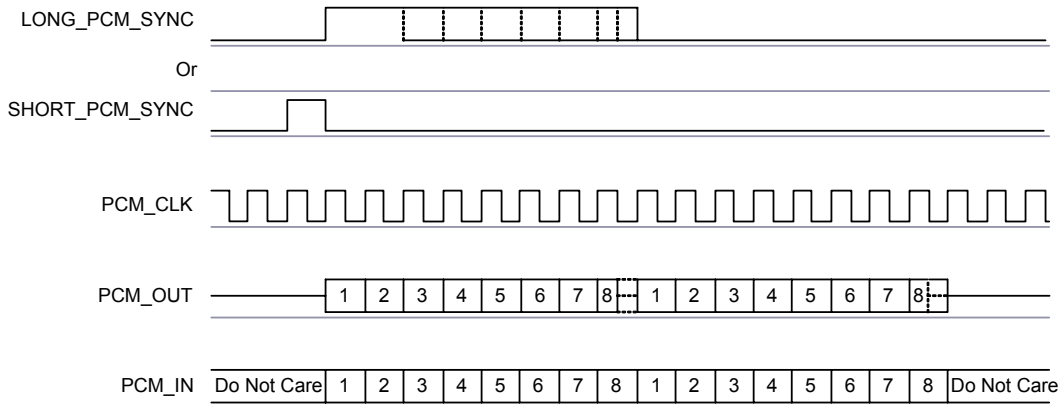 LONG_PCM_SYNC
Or
SHORT_PCM_SYNC
PCM_CLK
PCM_OUT 1 2 3 4 5 6 7 8 1 2 3 4 5 6 7 8
PCM_IN Do Not Care 1 2 3 4 5 6 7 8 1 2 3 4 5 6 7 8 Do Not Care